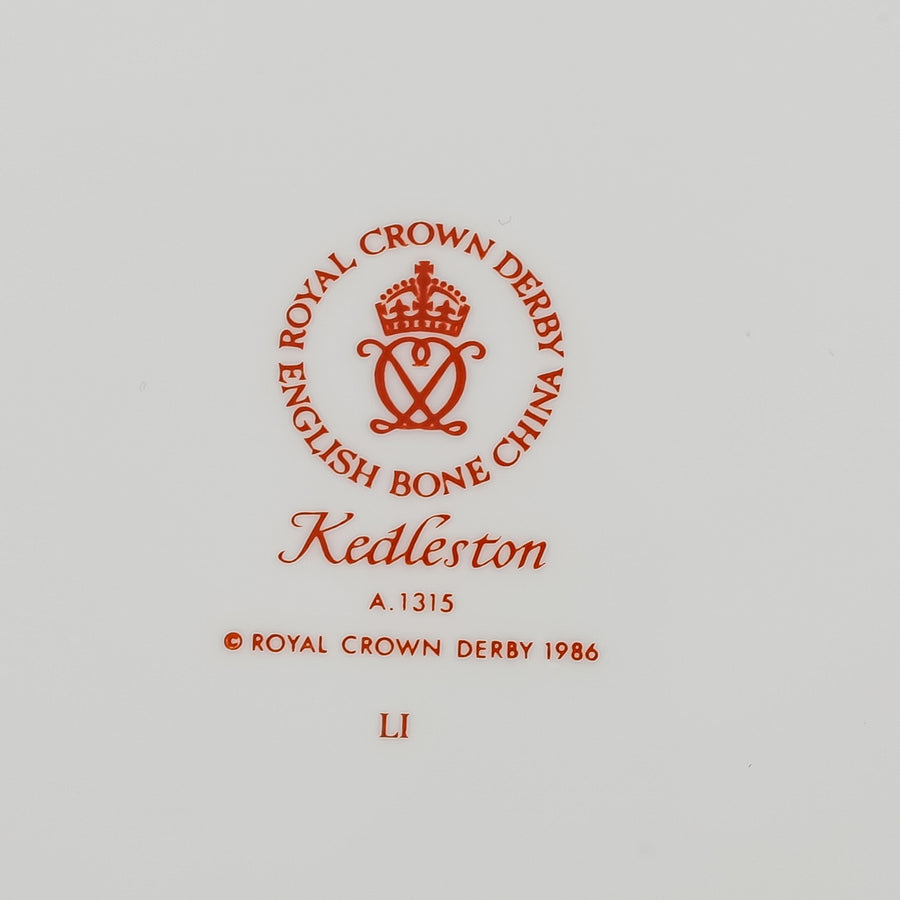 ROYAL CROWN DERBY
ENGLISH BONE CHINA
Kedleston
A.1315
© ROYAL CROWN DERBY 1986
LI